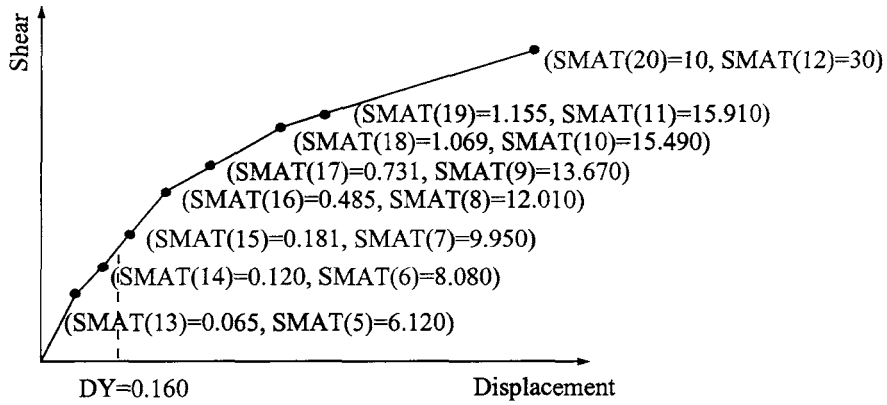 Shear
(SMAT(20)=10, SMAT(12)=30)
(SMAT(19)=1.155, SMAT(11)=15.910)
(SMAT(18)=1.069, SMAT(10)=15.490)
(SMAT(17)=0.731, SMAT(9)=13.670)
(SMAT(16)=0.485, SMAT(8)=12.010)
(SMAT(15)=0.181, SMAT(7)=9.950)
(SMAT(14)=0.120, SMAT(6)=8.080)
(SMAT(13)=0.065, SMAT(5)=6.120)
DY=0.160
Displacement